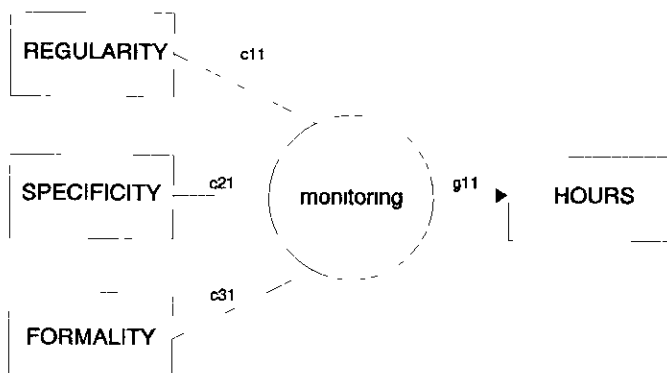 REGULARITY
c11
SPECIFICITY
c21
monitoring
g11
HOURS
c31
FORMALITY